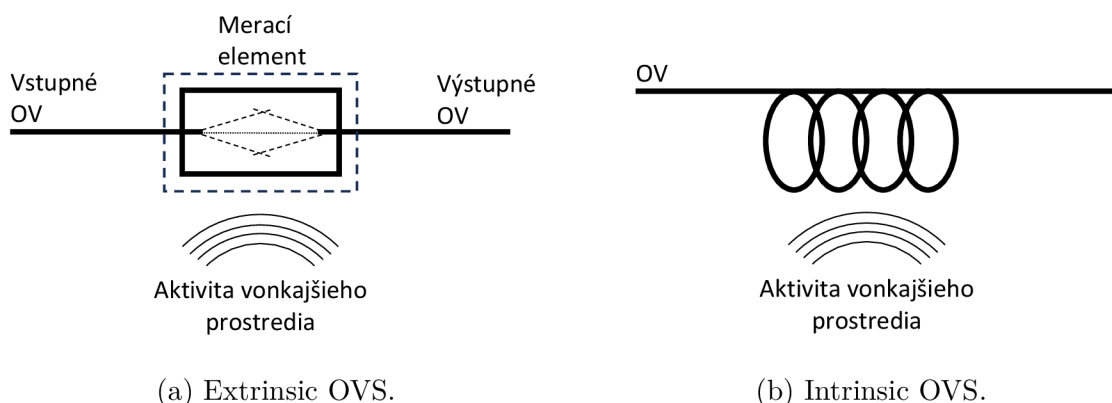 Merací
element
Vstupné
OV
Výstupné
OV
Aktivita vonkajšieho
prostredia
(a) Extrinsic OVS.
OV
Aktivita vonkajšieho
prostredia
(b) Intrinsic OVS.